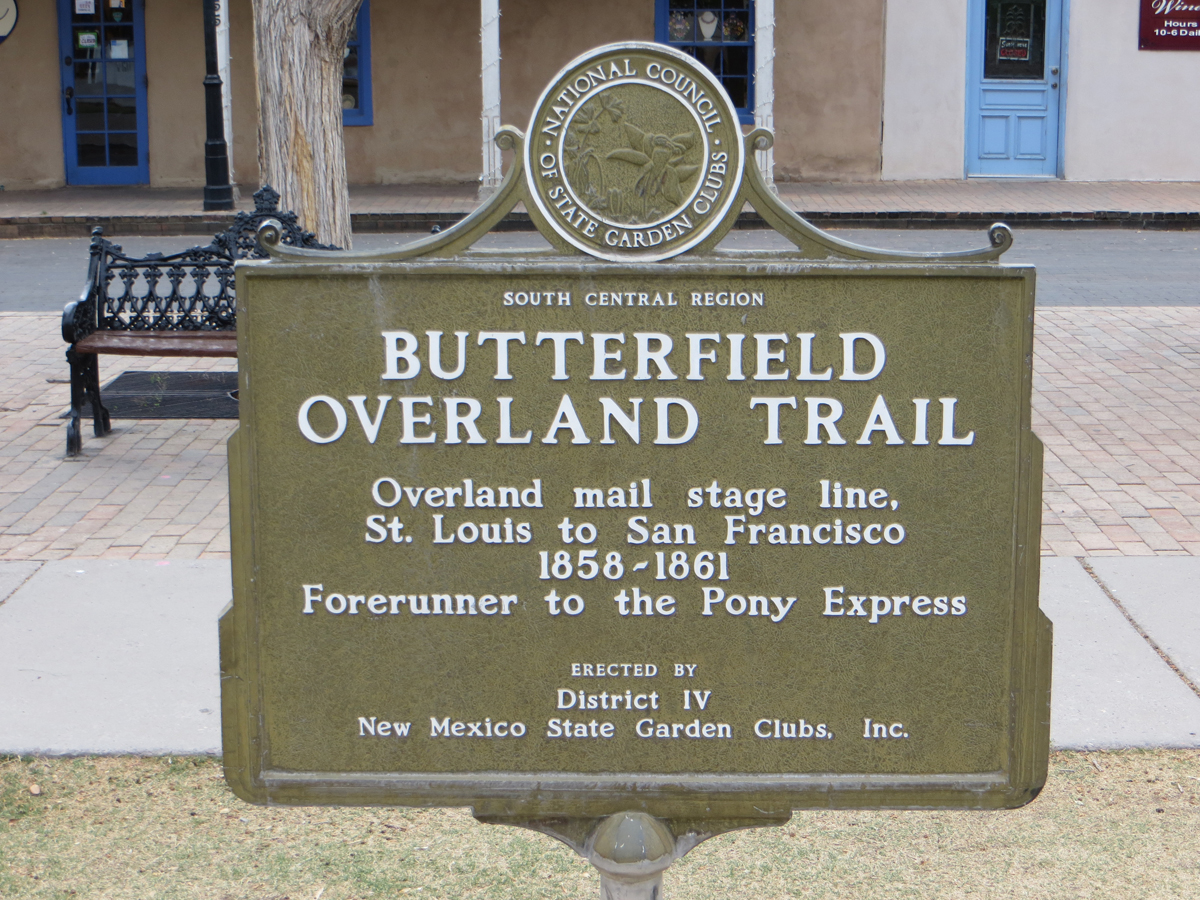 NATIONAL COUNCIL
OF STATE GARDEN CLUBS
SOUTH CENTRAL REGION
BUTTERFIELD
OVERLAND TRAIL
Overland mail stage line,
St. Louis to San Francisco
1858-1861
Forerunner to the Pony Express
ERECTED BY
District IV
New Mexico State Garden Clubs, Inc.
Wine
Hours
10-6 Dail